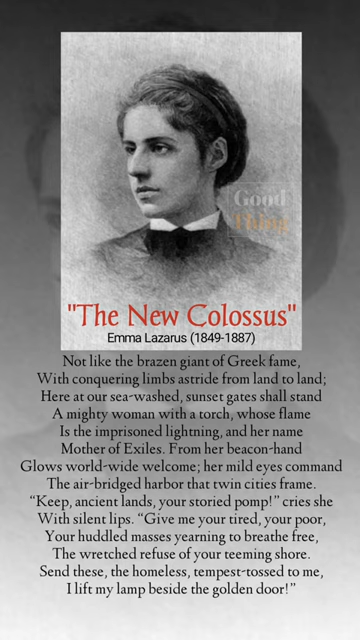 Good
Thing
"The New Colossus"
Emma Lazarus (1849-1887)
Not like the brazen giant of Greek fame,
With conquering limbs astride from land to land;
Here at our sea-washed, sunset gates shall stand
A mighty woman with a torch, whose flame
Is the imprisoned lightning, and her name
Mother of Exiles. From her beacon-hand
Glows world-wide welcome; her mild eyes command
The air-bridged harbor that twin cities frame.
“Keep, ancient lands, your storied pomp!” cries she
With silent lips. “Give me your tired, your poor,
Your huddled masses yearning to breathe free,
The wretched refuse of your teeming shore.
Send these, the homeless, tempest-tossed to me,
I lift my lamp beside the golden door!”